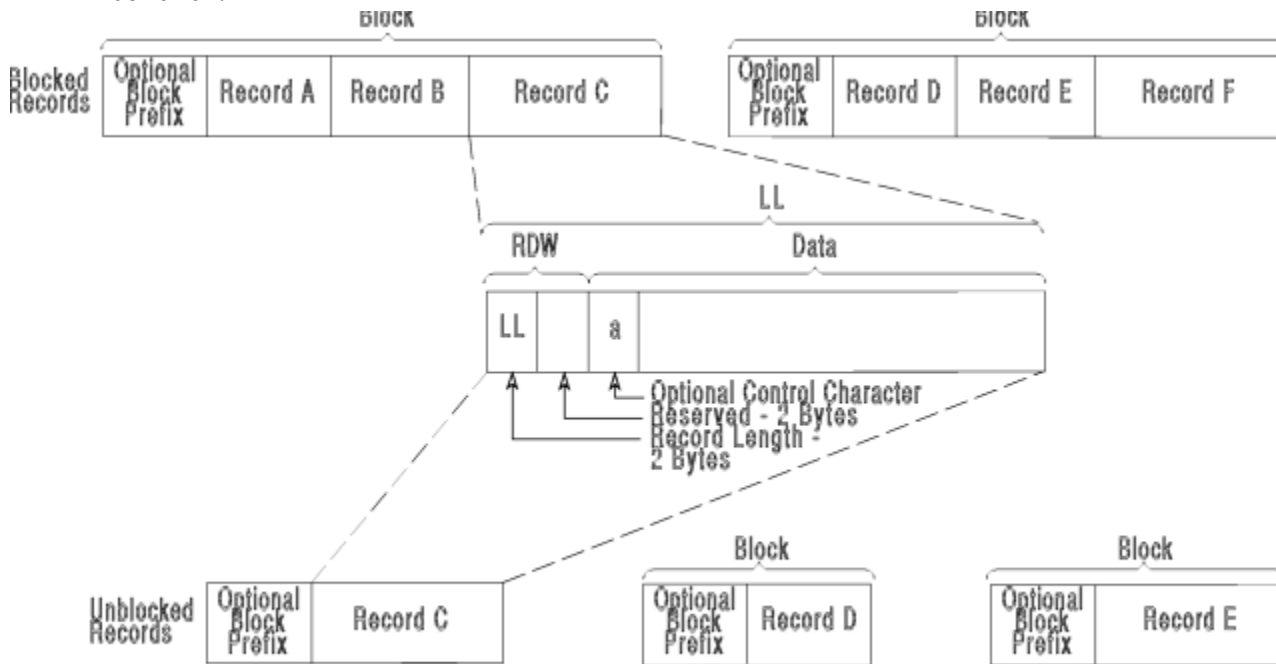 Block
Block
Blocked
Records
Optional
Block
Prefix
Record A
Record B
Record C
Optional
Block
Prefix
Record D
Record E
Record F
LL
RDW
Data
LL
a
Optional Control Character
Reserved - 2 Bytes
Record Length -
2 Bytes
Block
Block
Unblocked
Records
Optional
Block
Prefix
Record C
Optional
Block
Prefix
Record D
Optional
Block
Prefix
Record E